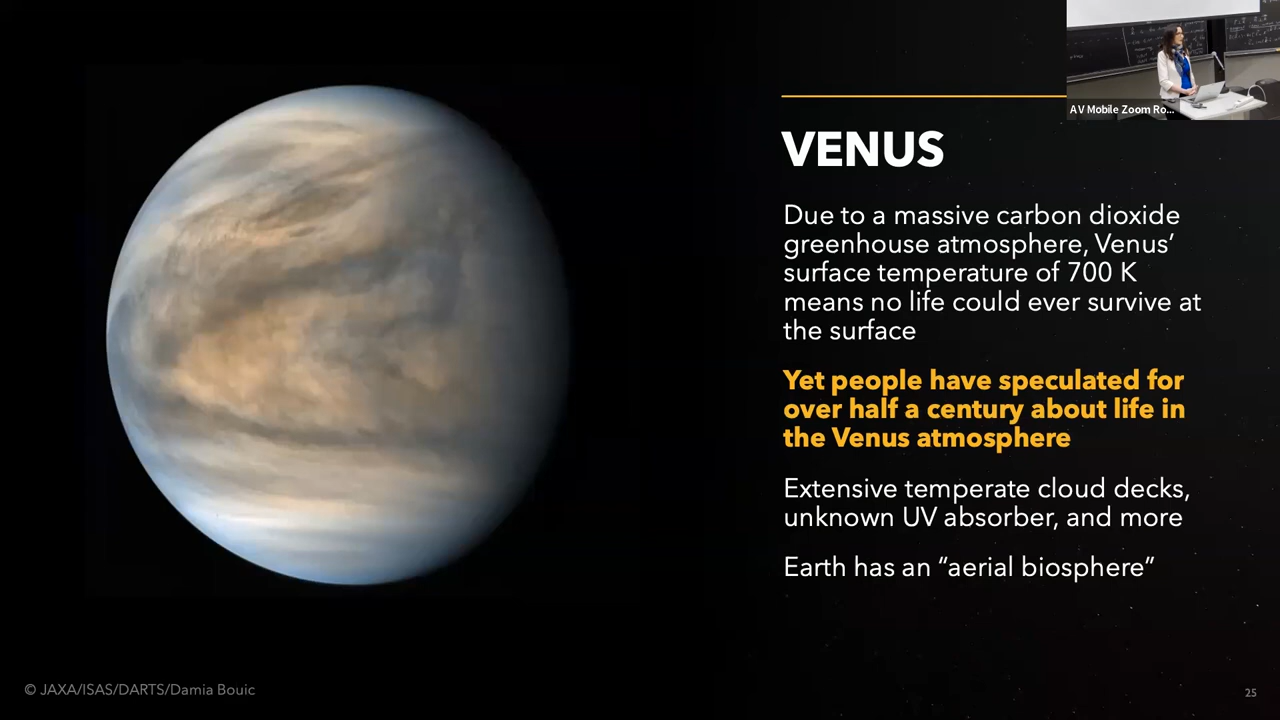 AV Mobile Zoom Ro...
VENUS
Due to a massive carbon dioxide
greenhouse atmosphere, Venus’
surface temperature of 700 K
means no life could ever survive at
the surface
Yet people have speculated for
over half a century about life in
the Venus atmosphere
Extensive temperate cloud decks,
unknown UV absorber, and more
Earth has an “aerial biosphere”
© JAXA/ISAS/DARTS/Damia Bouic
25